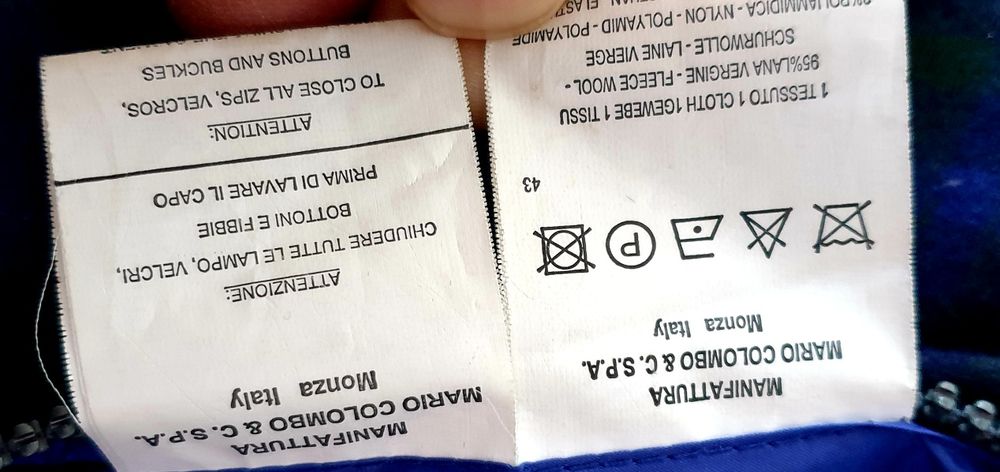 MANIFATTURA
MARIO COLOMBO & C. S.P.A.
Monza Italy
P
43
1 TESSUTO 1 CLOTH 1GEWEBE 1 TISSU
95%LANA VERGINE - FLEECE WOOL -
SCHURWOLLE - LAINE VIERGE
POLIAMMIDICA - NYLON - POLYAMID - POLYAMIDE
MANIFATTURA
MARIO COLOMBO & C. S.P.A.
Monza Italy
ATTENZIONE:
CHIUDERE TUTTE LE LAMPO, VELCRI,
BOTTONI E FIBBIE
PRIMA DI LAVARE IL CAPO
ATTENTION:
TO CLOSE ALL ZIPS, VELCROS,
BUTTONS AND BUCKLES